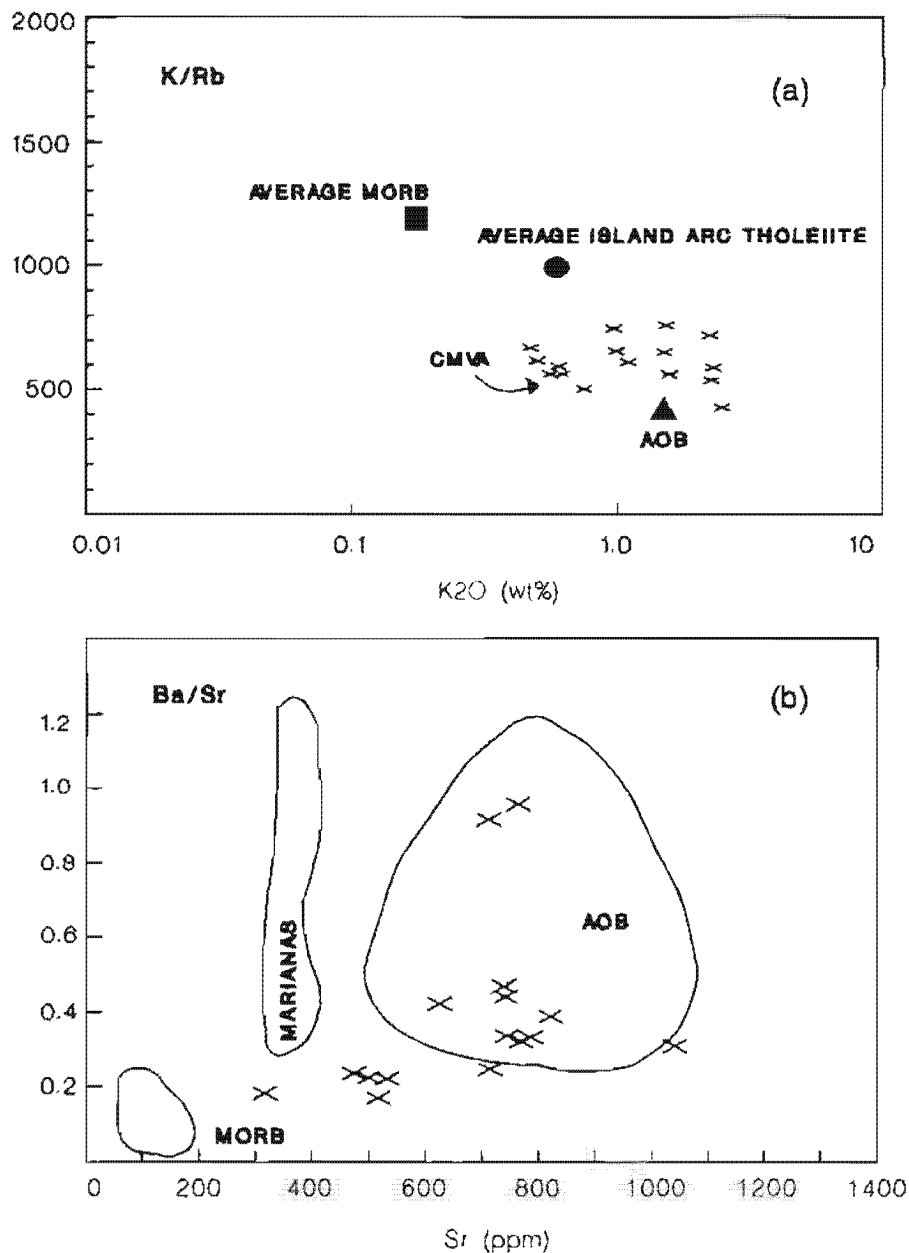 2000
K/Rb
(a)
1500
AVERAGE MORB
AVERAGE ISLAND ARC THOLEIITE
1000
CMVA
500
AOB
0.01 0.1 1.0 10
K2O (wt%)
Ba/Sr
(b)
1.2
1.0
0.8
AOB
0.6
MARIANAS
0.4
0.2
MORB
0 200 400 600 800 1000 1200 1400
Sr (ppm)